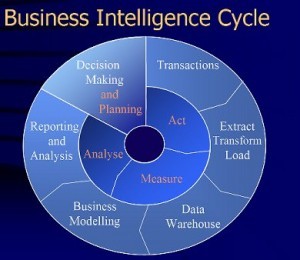 Business Intelligence Cycle
Decision
Making
and
Planning
Transactions
Reporting
and
Analysis
Act
Extract
Transform
Load
Analyse
Measure
Business
Modelling
Data
Warehouse